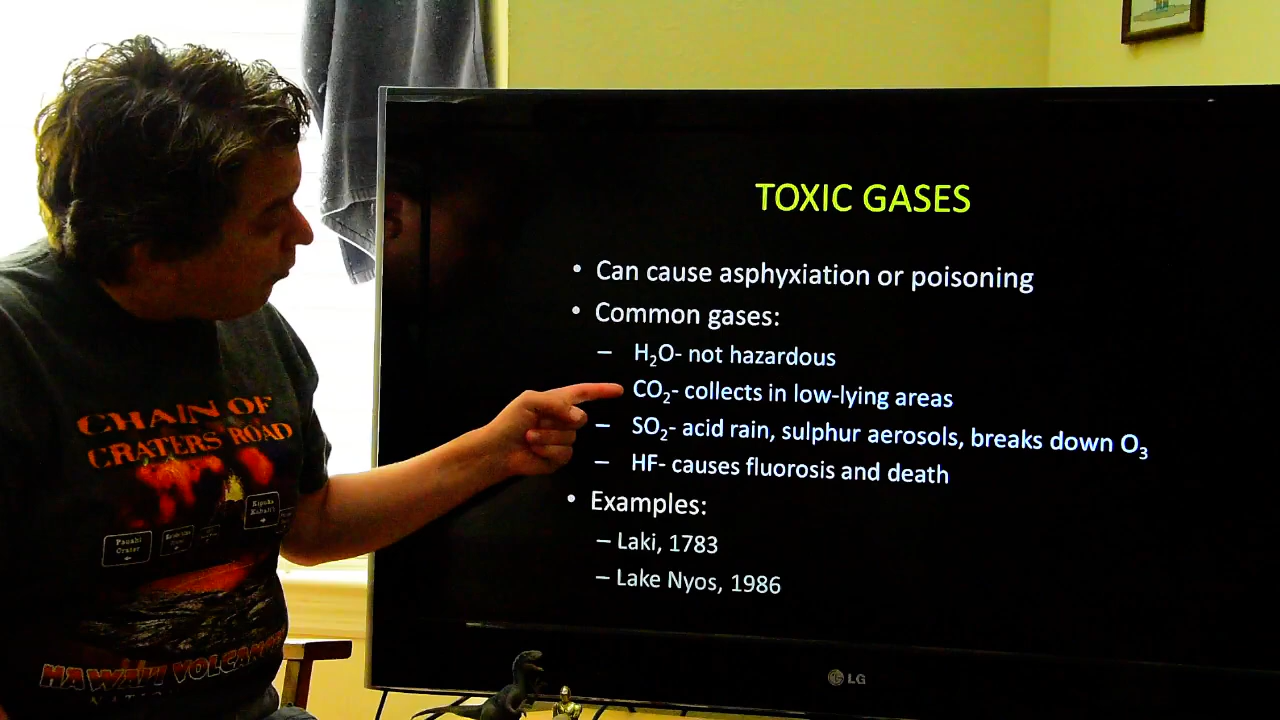 TOXIC GASES
• Can cause asphyxiation or poisoning
• Common gases:
– H₂O- not hazardous
CO₂- collects in low-lying areas
– SO₂- acid rain, sulphur aerosols, breaks down O₃
– HF- causes fluorosis and death
• Examples:
– Laki, 1783
– Lake Nyos, 1986
LG
CHAIN OF
CRATERS ROAD
Pauahi
Crater
HAWAII VOLCANOES